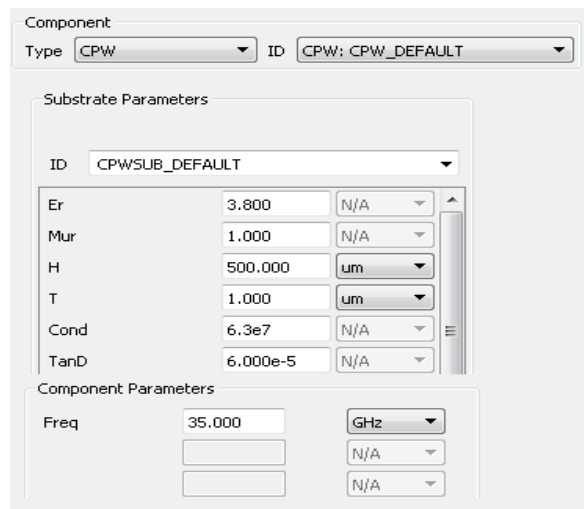 Component
Type CPW ID CPW: CPW_DEFAULT
Substrate Parameters
ID CPWSUB_DEFAULT
Er 3.800 N/A
Mur 1.000 N/A
H 500.000 um
T 1.000 um
Cond 6.3e7 N/A
TanD 6.000e-5 N/A
Component Parameters
Freq 35.000 GHz
N/A
N/A